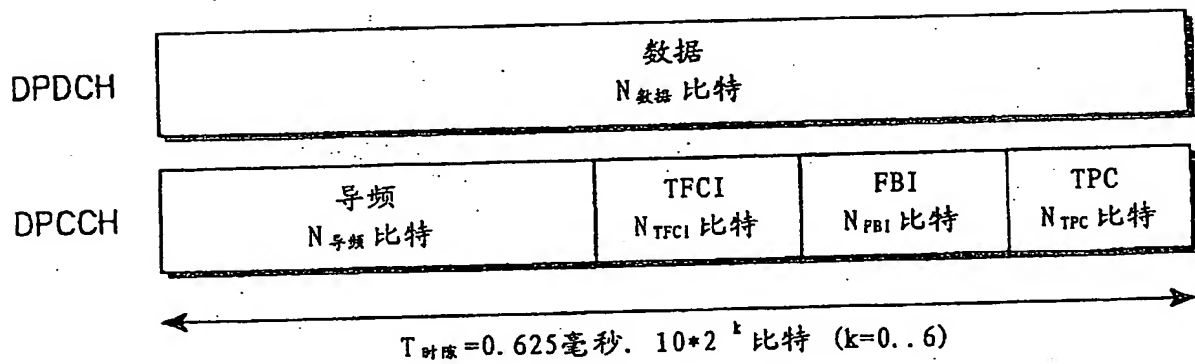 数据
DPDCH
N数据 比特
导频 TFCI FBI TPC
DPCCH
N导频 比特 NTFCI 比特 NFBI 比特 NTPC 比特
T时隙=0.625毫秒. 10*2 k 比特 (k=0..6)